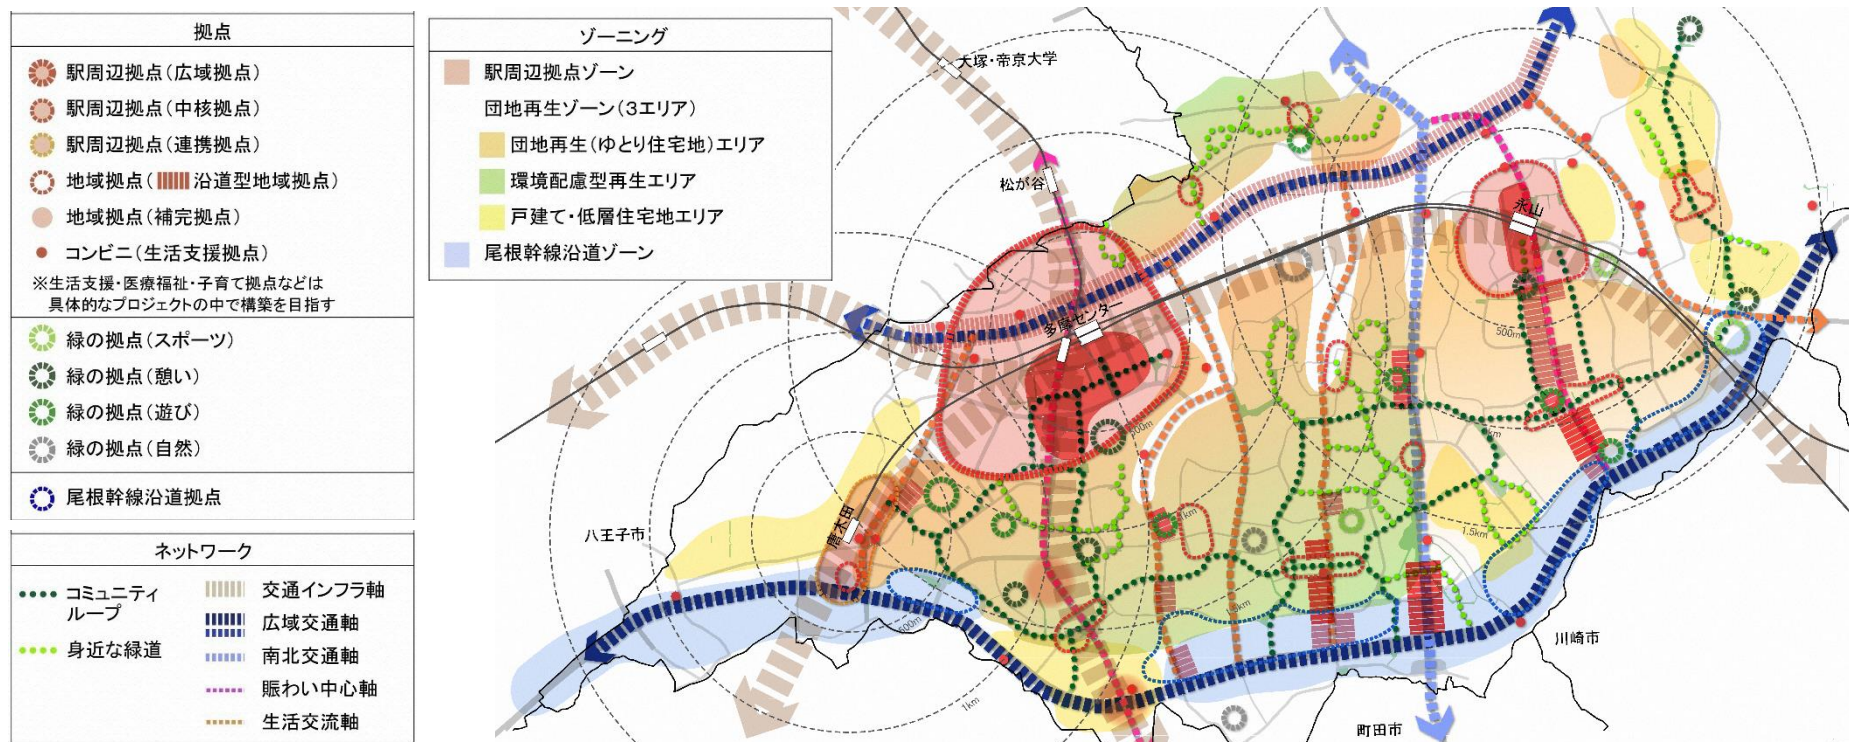 拠点
駅周辺拠点(広域拠点)
駅周辺拠点(中核拠点)
駅周辺拠点(連携拠点)
地域拠点(沿道型地域拠点)
地域拠点(補完拠点)
コンビニ(生活支援拠点)
※生活支援・医療福祉・子育て拠点などは
具体的なプロジェクトの中で構築を目指す
緑の拠点(スポーツ)
緑の拠点(憩い)
緑の拠点(遊び)
緑の拠点(自然)
尾根幹線沿道拠点
ネットワーク
コミュニティ
ループ
身近な緑道
交通インフラ軸
広域交通軸
南北交通軸
賑わい中心軸
生活交流軸
ゾーニング
駅周辺拠点ゾーン
団地再生ゾーン(3エリア)
団地再生(ゆとり住宅地)エリア
環境配慮型再生エリア
戸建て・低層住宅地エリア
尾根幹線沿道ゾーン
大塚・帝京大学
松が谷
永山
多摩センター
500m
500m
1km
唐木田
1km
1.5km
八王子市
1.5km
500m
川崎市
1km
町田市